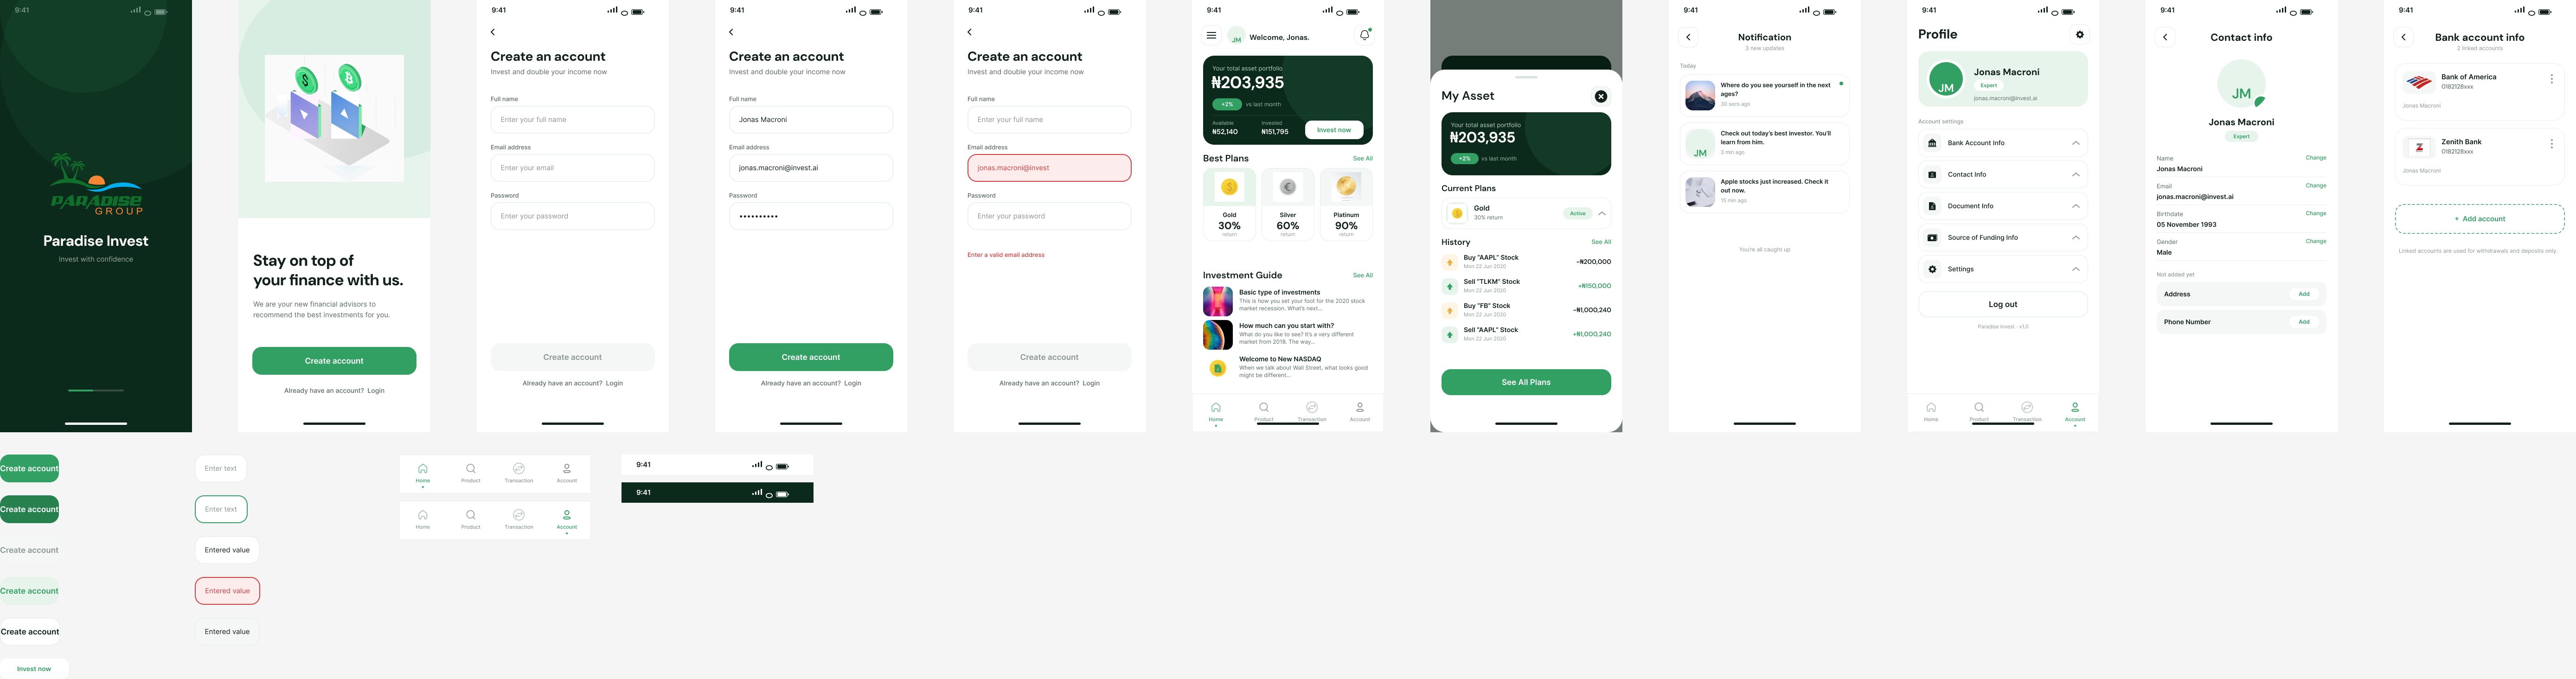 9:41
PARADISE
GROUP
Paradise Invest
Invest with confidence
Stay on top of
your finance with us.
We are your new financial advisors to
recommend the best investments for you.
Create account
Already have an account? Login
9:41
Create an account
Invest and double your income now
Full name
Enter your full name
Email address
Enter your email
Password
Enter your password
Create account
Already have an account? Login
9:41
Create an account
Invest and double your income now
Full name
Jonas Macroni
Email address
jonas.macroni@invest.ai
Password
••••••••••
Create account
Already have an account? Login
9:41
Create an account
Invest and double your income now
Full name
Enter your full name
Email address
jonas.macroni@invest
Password
Enter your password
Enter a valid email address
Create account
Already have an account? Login
9:41
JM
Welcome, Jonas.
Your total asset portfolio
₦203,935
+2% vs last month
Available Invested
₦52,140 ₦151,795
Invest now
Best Plans See All
Gold Silver Platinum
30% 60% 90%
return return return
Investment Guide See All
Basic type of investments
This is how you set your foot for the 2020 stock
market recession. What's next...
How much can you start with?
What do you like to see? It's a very different
market from 2018. The way...
Welcome to New NASDAQ
When we talk about Wall Street, what looks good
might be different...
Home Product Transaction Account
My Asset
Your total asset portfolio
₦203,935
+2% vs last month
Current Plans
Gold
30% return
Active
History See All
Buy "AAPL" Stock
Mon 22 Jun 2020
-₦200,000
Sell "TLKM" Stock
Mon 22 Jun 2020
+₦150,000
Buy "FB" Stock
Mon 22 Jun 2020
-₦1,000,240
Sell "AAPL" Stock
Mon 22 Jun 2020
+₦1,000,240
See All Plans
9:41
Notification
3 new updates
Today
Where do you see yourself in the next
ages?
30 secs ago
JM
Check out today's best investor. You'll
learn from him.
3 min ago
Apple stocks just increased. Check it
out now.
15 min ago
You're all caught up
9:41
Profile
JM
Jonas Macroni
Expert
jonas.macroni@invest.ai
Account settings
Bank Account Info
Contact Info
Document Info
Source of Funding Info
Settings
Log out
Paradise Invest · v1.0
Home Product Transaction Account
9:41
Contact info
JM
Jonas Macroni
Expert
Name Change
Jonas Macroni
Email Change
jonas.macroni@invest.ai
Birthdate Change
05 November 1993
Gender Change
Male
Not added yet
Address Add
Phone Number Add
9:41
Bank account info
2 linked accounts
Bank of America
0182128xxx
Jonas Macroni
Zenith Bank
0182128xxx
Jonas Macroni
+ Add account
Linked accounts are used for withdrawals and deposits only.
Create account
Create account
Create account
Create account
Create account
Invest now
Enter text
Enter text
Entered value
Entered value
Entered value
Home Product Transaction Account
Home Product Transaction Account
9:41
9:41